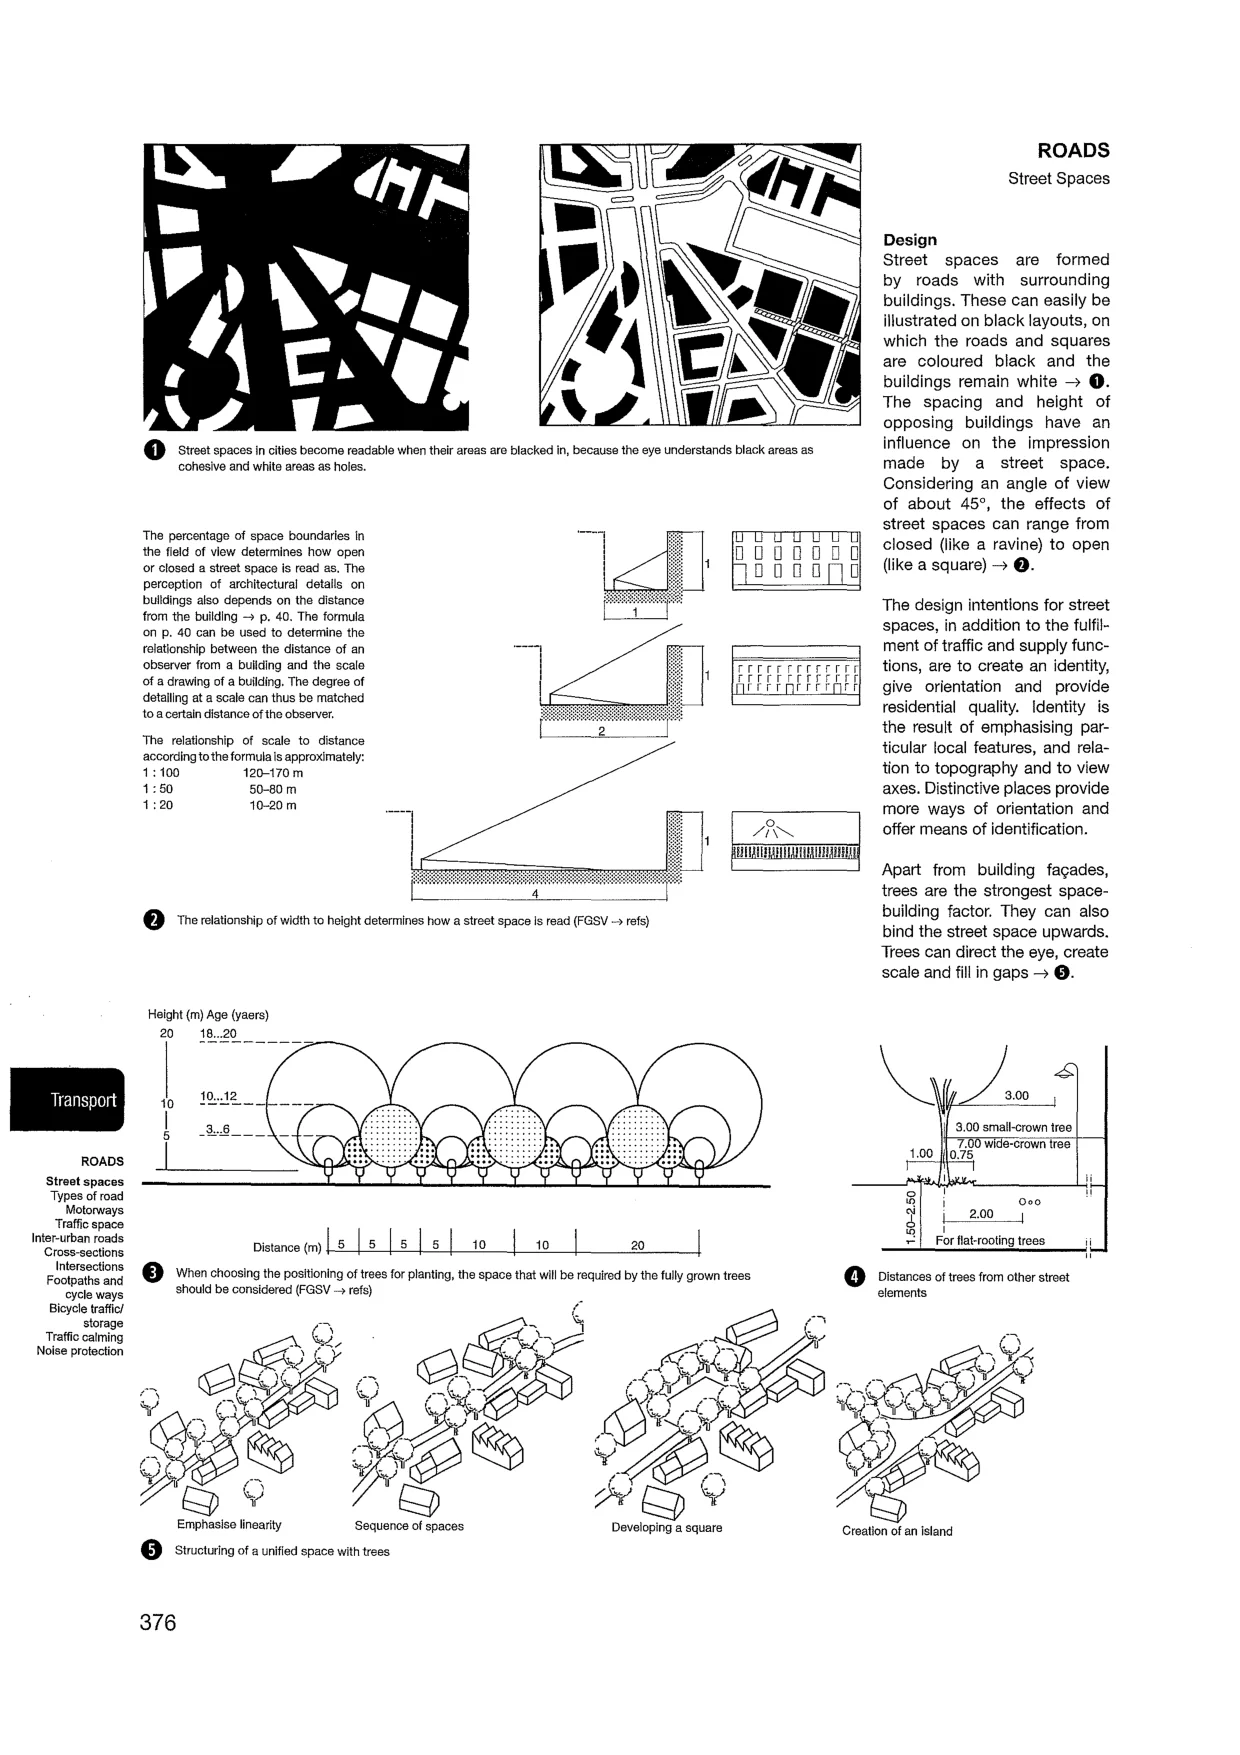 ROADS
Street Spaces
Design
Street spaces are formed
by roads with surrounding
buildings. These can easily be
illustrated on black layouts, on
which the roads and squares
are coloured black and the
buildings remain white → 1.
The spacing and height of
opposing buildings have an
influence on the impression
made by a street space.
Considering an angle of view
of about 45°, the effects of
street spaces can range from
closed (like a ravine) to open
(like a square) → 2.
The design intentions for street
spaces, in addition to the fulfil-
ment of traffic and supply func-
tions, are to create an identity,
give orientation and provide
residential quality. Identity is
the result of emphasising par-
ticular local features, and rela-
tion to topography and to view
axes. Distinctive places provide
more ways of orientation and
offer means of identification.
Apart from building façades,
trees are the strongest space-
building factor. They can also
bind the street space upwards.
Trees can direct the eye, create
scale and fill in gaps → 5.
1 Street spaces in cities become readable when their areas are blacked in, because the eye understands black areas as
cohesive and white areas as holes.
The percentage of space boundaries in
the field of view determines how open
or closed a street space is read as. The
perception of architectural details on
buildings also depends on the distance
from the building → p. 40. The formula
on p. 40 can be used to determine the
relationship between the distance of an
observer from a building and the scale
of a drawing of a building. The degree of
detailing at a scale can thus be matched
to a certain distance of the observer.
The relationship of scale to distance
according to the formula is approximately:
1 : 100 120–170 m
1 : 50 50–80 m
1 : 20 10–20 m
1
1
1
2
1
4
2 The relationship of width to height determines how a street space is read (FGSV → refs)
Height (m) Age (yaers)
20 18...20
10 10...12
5 3...6
Distance (m) 5 5 5 5 10 10 20
3 When choosing the positioning of trees for planting, the space that will be required by the fully grown trees
should be considered (FGSV → refs)
3.00
3.00 small-crown tree
7.00 wide-crown tree
1.00 0.75
1.50–2.50
2.00
For flat-rooting trees
4 Distances of trees from other street
elements
Transport
ROADS
Street spaces
Types of road
Motorways
Traffic space
Inter-urban roads
Cross-sections
Intersections
Footpaths and
cycle ways
Bicycle traffic/
storage
Traffic calming
Noise protection
Emphasise linearity
Sequence of spaces
Developing a square
Creation of an island
5 Structuring of a unified space with trees
376